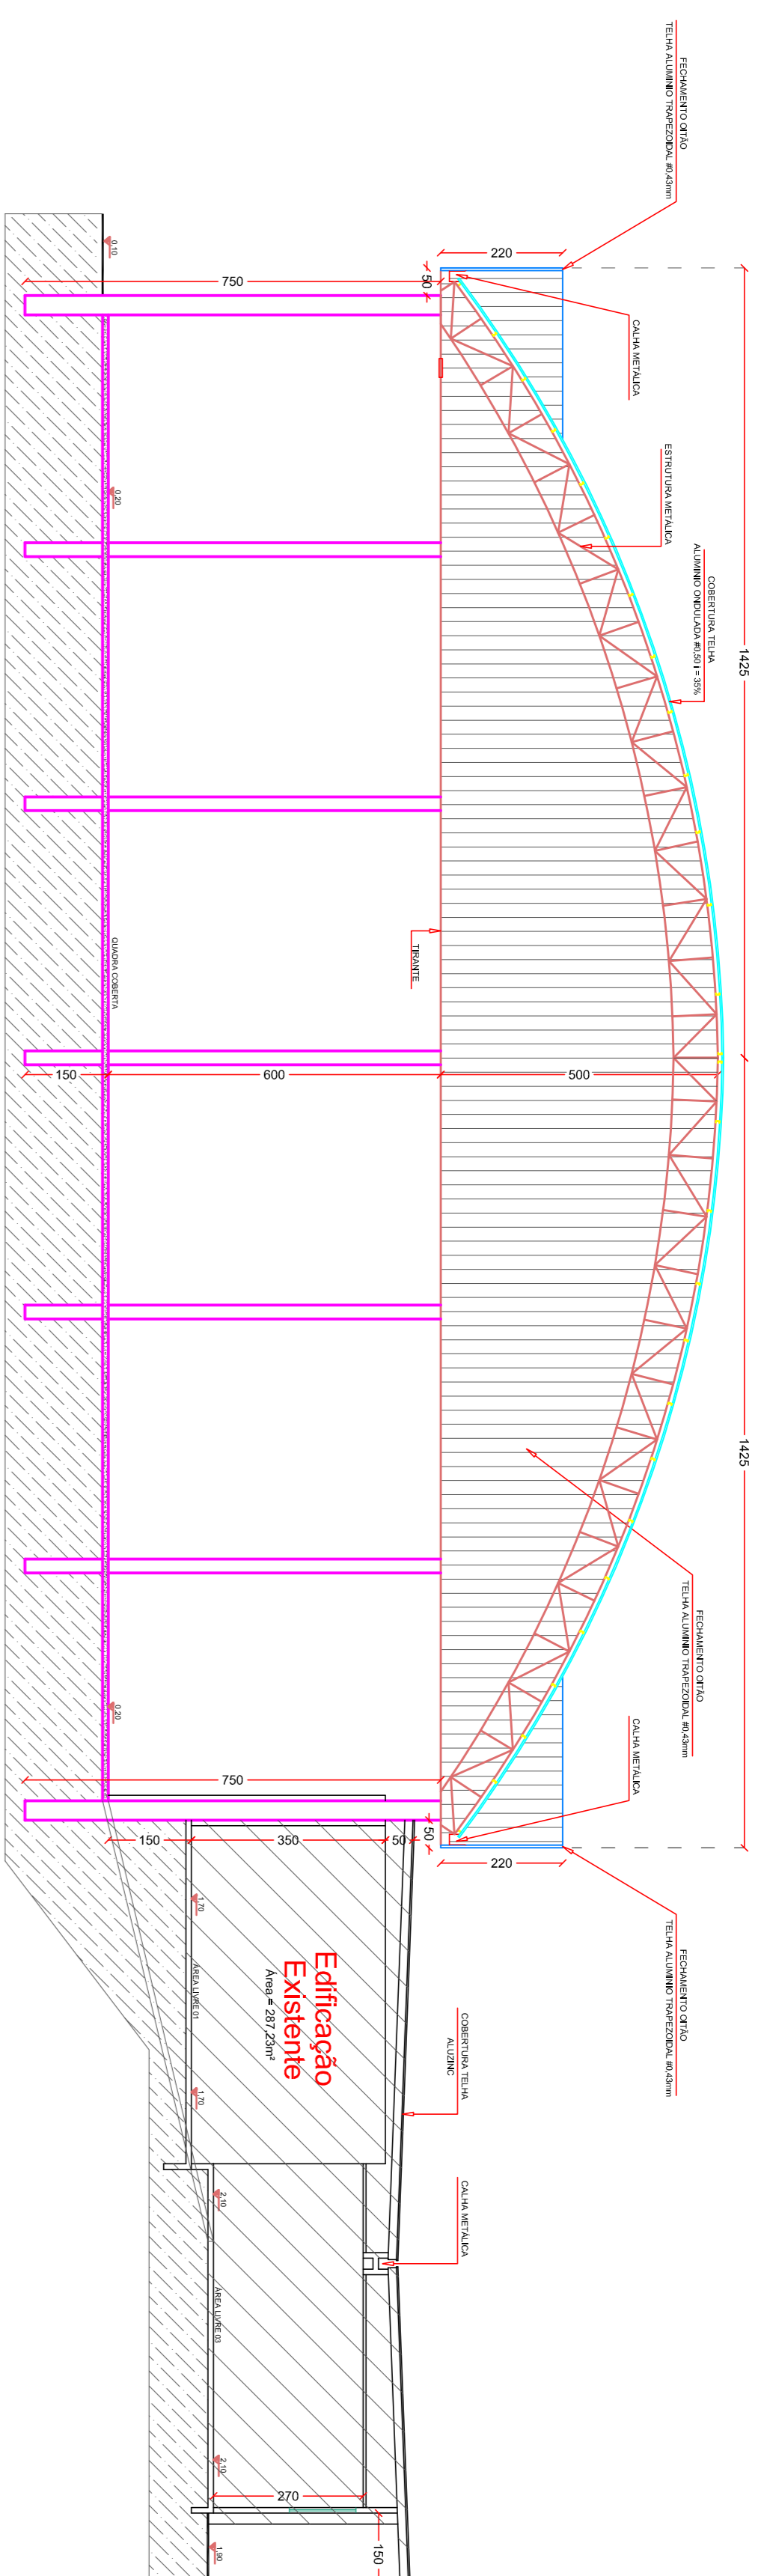 FECHAMENTO OITÃO
TELHA ALUMINIO TRAPEZOIDAL #0,43mm
220
50
750
0,10
CALHA METÁLICA
ESTRUTURA METÁLICA
0,20
COBERTURA TELHA
ALUMINIO ONDULADA #0,50 i = 35%
1425
TIRANTE
QUADRA COBERTA
150
600
500
1425
FECHAMENTO OITÃO
TELHA ALUMINIO TRAPEZOIDAL #0,43mm
CALHA METÁLICA
0,20
750
150
350
50
50
220
FECHAMENTO OITÃO
TELHA ALUMINIO TRAPEZOIDAL #0,43mm
1,70
ÁREA LIVRE 01
Edificação
Existente
Área = 287,23m²
1,70
COBERTURA TELHA
ALUZINC
CALHA METÁLICA
2,10
ÁREA LIVRE 03
2,10
270
150
1,90